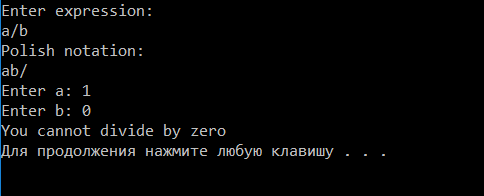 Enter expression:
a/b
Polish notation:
ab/
Enter a: 1
Enter b: 0
You cannot divide by zero
Для продолжения нажмите любую клавишу . . .